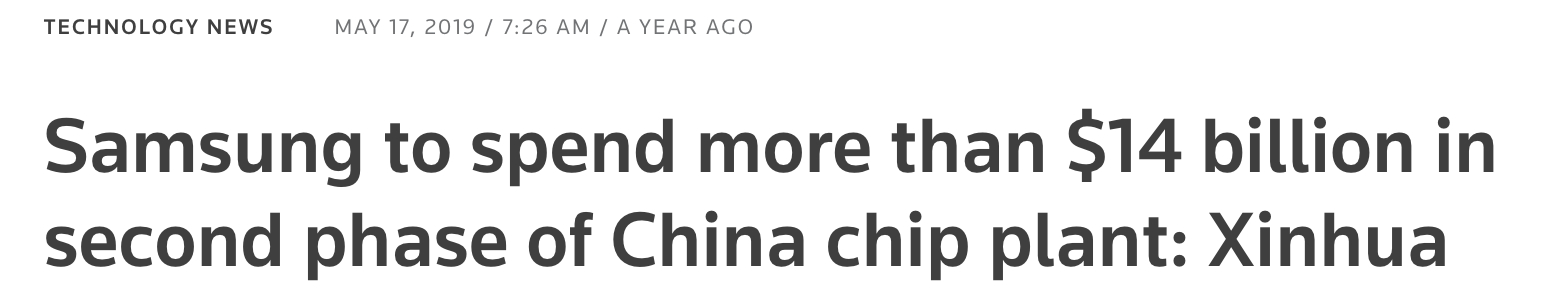 TECHNOLOGY NEWS MAY 17, 2019 / 7:26 AM / A YEAR AGO
Samsung to spend more than $14 billion in
second phase of China chip plant: Xinhua